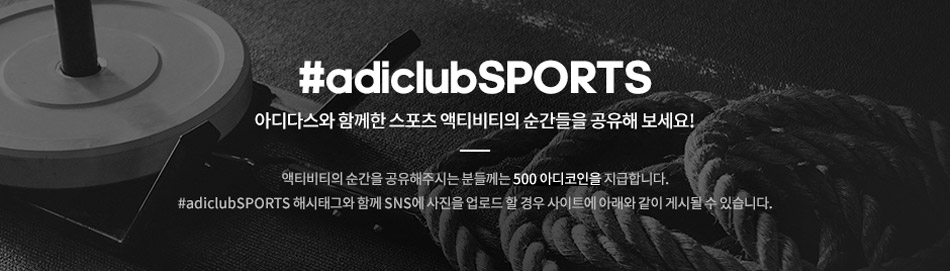 #adiclubSPORTS
아디다스와 함께한 스포츠 액티비티의 순간들을 공유해 보세요!
액티비티의 순간을 공유해주시는 분들께는 500 아디코인을 지급합니다.
#adiclubSPORTS 해시태그와 함께 SNS에 사진을 업로드 할 경우 사이트에 아래와 같이 게시될 수 있습니다.